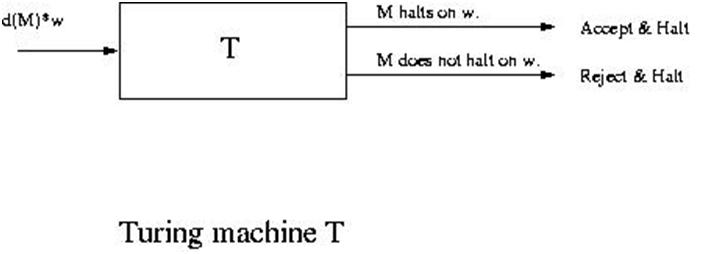 d(M)*w
T
M halts on w.
Accept & Halt
M does not halt on w.
Reject & Halt
Turing machine T